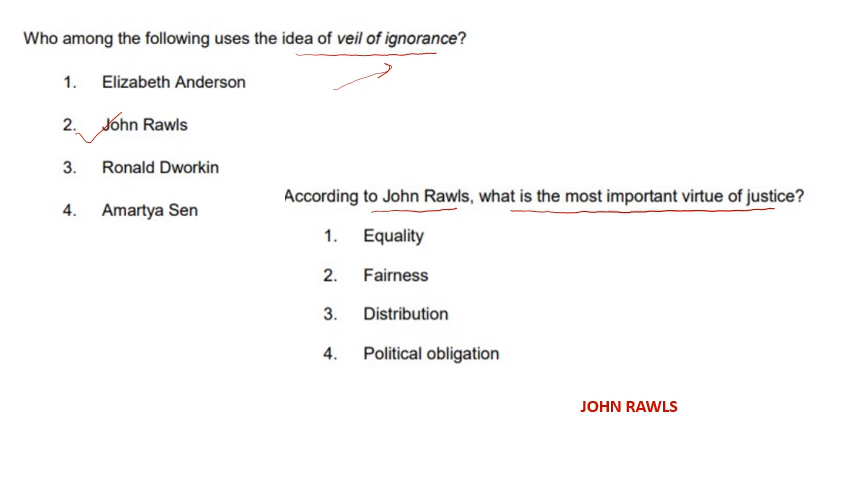 Who among the following uses the idea of veil of ignorance?
1. Elizabeth Anderson
2. John Rawls
3. Ronald Dworkin
4. Amartya Sen
According to John Rawls, what is the most important virtue of justice?
1. Equality
2. Fairness
3. Distribution
4. Political obligation
JOHN RAWLS